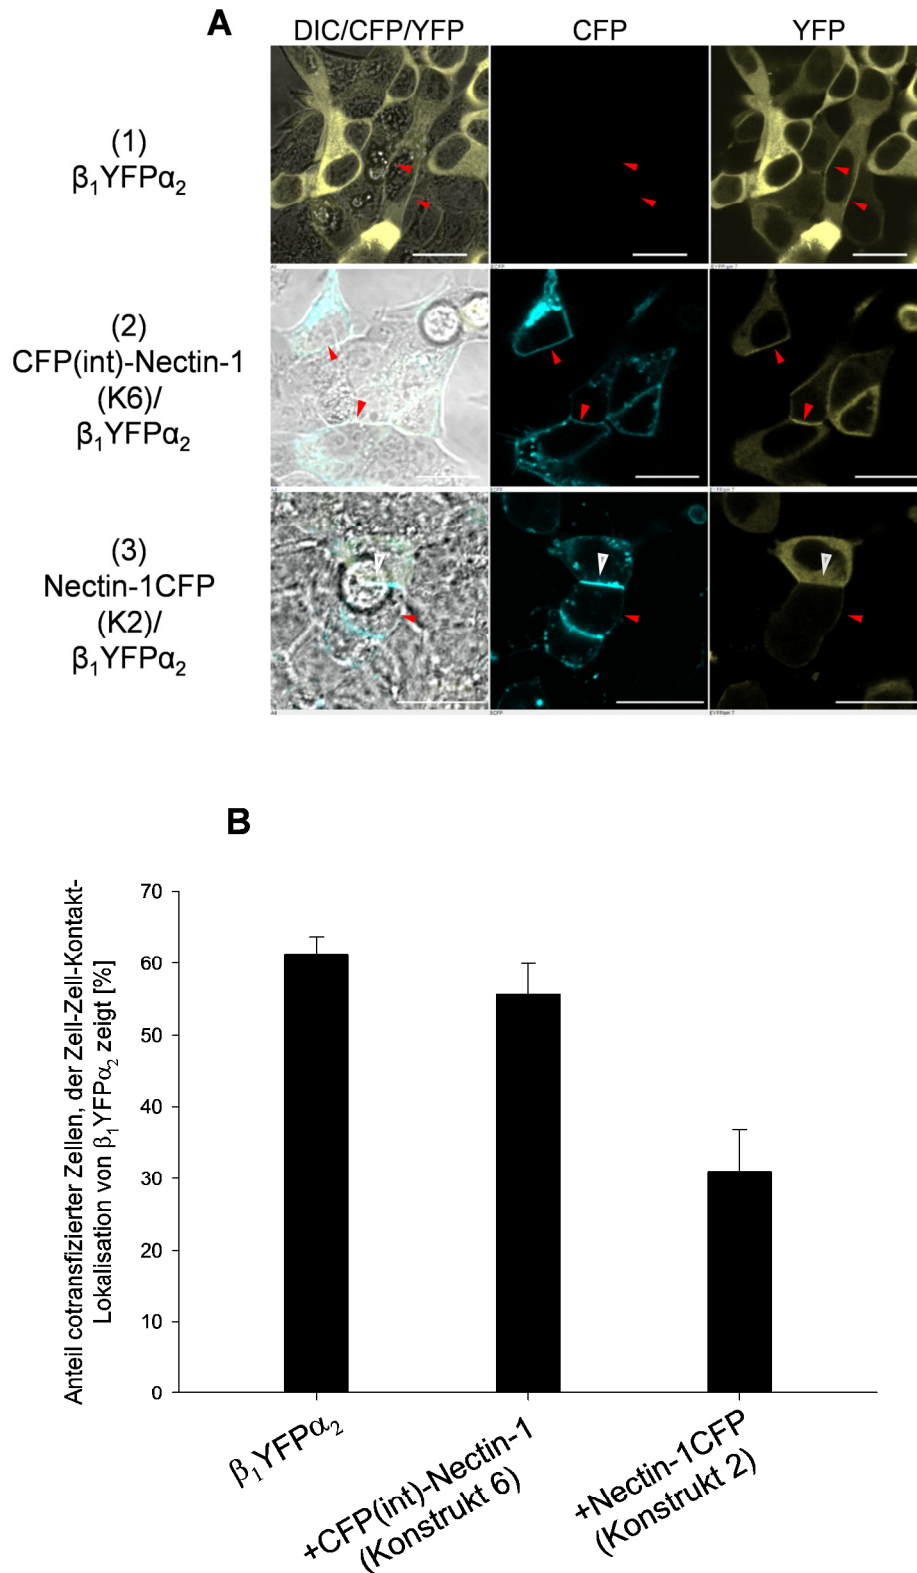 A
DIC/CFP/YFP CFP YFP
(1)
β₁YFPα₂
(2)
CFP(int)-Nectin-1
(K6)/
β₁YFPα₂
(3)
Nectin-1CFP
(K2)/
β₁YFPα₂
All
B
Anteil cotransfizierter Zellen, der Zell-Zell-Kontakt-
Lokalisation von β₁YFPα₂ zeigt [%]
70
60
50
40
30
20
10
0
β₁YFPα₂
+CFP(int)-Nectin-1
(Konstrukt 6)
+Nectin-1CFP
(Konstrukt 2)